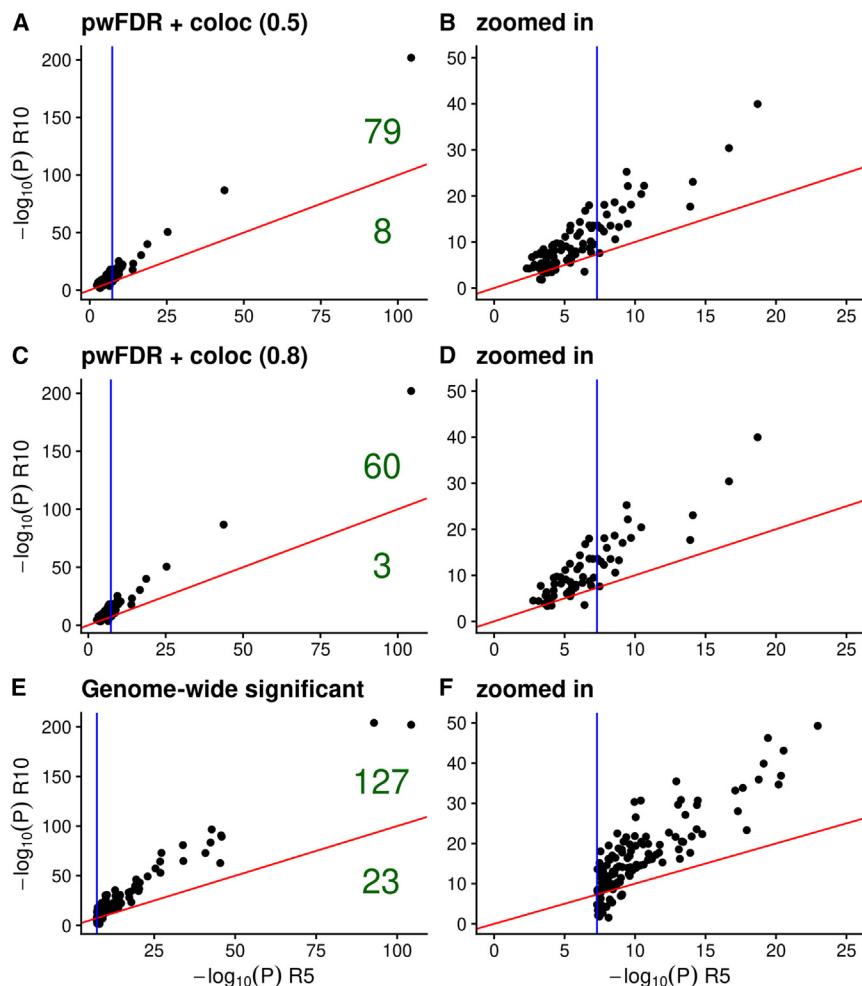 A pwFDR + coloc (0.5) B zoomed in
−log₁₀(P) R10
200
150
100
50
0
79
8
0 25 50 75 100
50
40
30
20
10
0
0 5 10 15 20 25
C pwFDR + coloc (0.8) D zoomed in
−log₁₀(P) R10
200
150
100
50
0
60
3
0 25 50 75 100
50
40
30
20
10
0
0 5 10 15 20 25
E Genome-wide significant F zoomed in
−log₁₀(P) R10
200
150
100
50
0
127
23
25 50 75 100
−log₁₀(P) R5
50
40
30
20
10
0
0 5 10 15 20 25
−log₁₀(P) R5